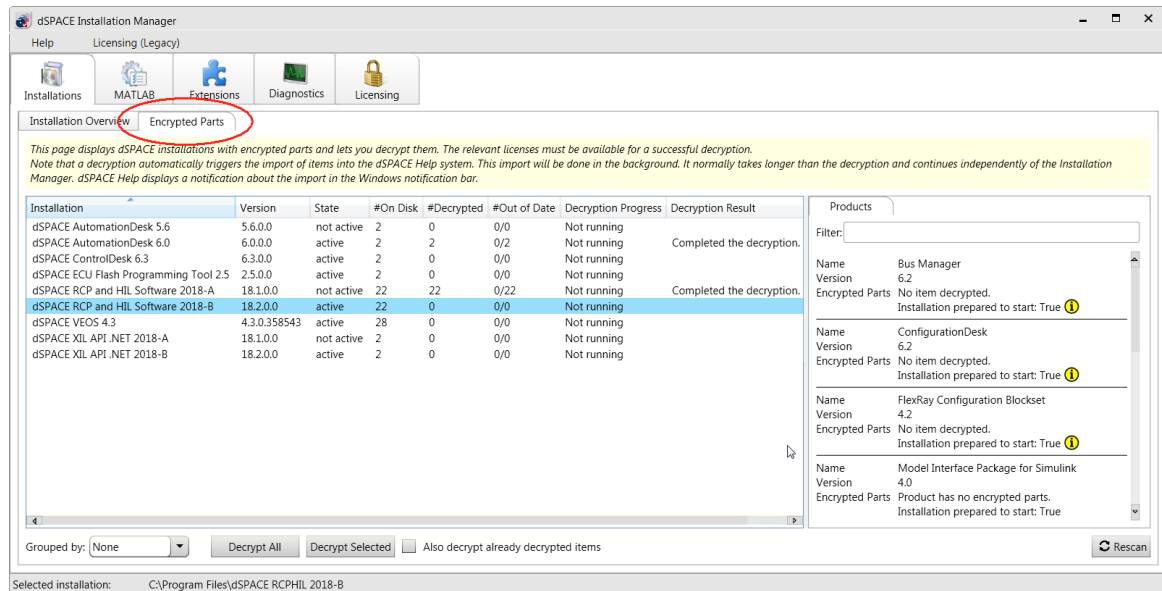 dSPACE Installation Manager
Help Licensing (Legacy)
Installations MATLAB Extensions Diagnostics Licensing
Installation Overview Encrypted Parts
This page displays dSPACE installations with encrypted parts and lets you decrypt them. The relevant licenses must be available for a successful decryption.
Note that a decryption automatically triggers the import of items into the dSPACE Help system. This import will be done in the background. It normally takes longer than the decryption and continues independently of the Installation
Manager. dSPACE Help displays a notification about the import in the Windows notification bar.
Installation Version State #On Disk #Decrypted #Out of Date Decryption Progress Decryption Result
dSPACE AutomationDesk 5.6 5.6.0.0 not active 2 0 0/0 Not running
dSPACE AutomationDesk 6.0 6.0.0.0 active 2 2 0/2 Not running Completed the decryption.
dSPACE ControlDesk 6.3 6.3.0.0 active 2 0 0/0 Not running
dSPACE ECU Flash Programming Tool 2.5 2.5.0.0 active 2 0 0/0 Not running
dSPACE RCP and HIL Software 2018-A 18.1.0.0 not active 22 22 0/22 Not running Completed the decryption.
dSPACE RCP and HIL Software 2018-B 18.2.0.0 active 22 0 0/0 Not running
dSPACE VEOS 4.3 4.3.0.358543 active 28 0 0/0 Not running
dSPACE XIL API .NET 2018-A 18.1.0.0 not active 2 0 0/0 Not running
dSPACE XIL API .NET 2018-B 18.2.0.0 active 2 0 0/0 Not running
Products
Filter:
Name Bus Manager
Version 6.2
Encrypted Parts No item decrypted.
Installation prepared to start: True
Name ConfigurationDesk
Version 6.2
Encrypted Parts No item decrypted.
Installation prepared to start: True
Name FlexRay Configuration Blockset
Version 4.2
Encrypted Parts No item decrypted.
Installation prepared to start: True
Name Model Interface Package for Simulink
Version 4.0
Encrypted Parts Product has no encrypted parts.
Installation prepared to start: True
Grouped by: None Decrypt All Decrypt Selected Also decrypt already decrypted items Rescan
Selected installation: C:\Program Files\dSPACE RCPHIL 2018-B